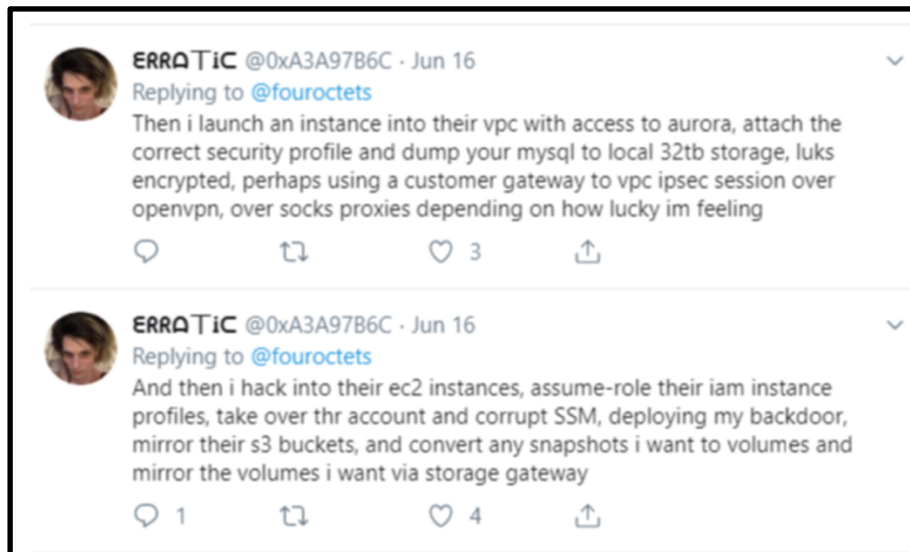 ERRΩTiC @0xA3A97B6C · Jun 16
Replying to @fouroctets
Then i launch an instance into their vpc with access to aurora, attach the
correct security profile and dump your mysql to local 32tb storage, luks
encrypted, perhaps using a customer gateway to vpc ipsec session over
openvpn, over socks proxies depending on how lucky im feeling
3
ERRΩTiC @0xA3A97B6C · Jun 16
Replying to @fouroctets
And then i hack into their ec2 instances, assume-role their iam instance
profiles, take over thr account and corrupt SSM, deploying my backdoor,
mirror their s3 buckets, and convert any snapshots i want to volumes and
mirror the volumes i want via storage gateway
1 4